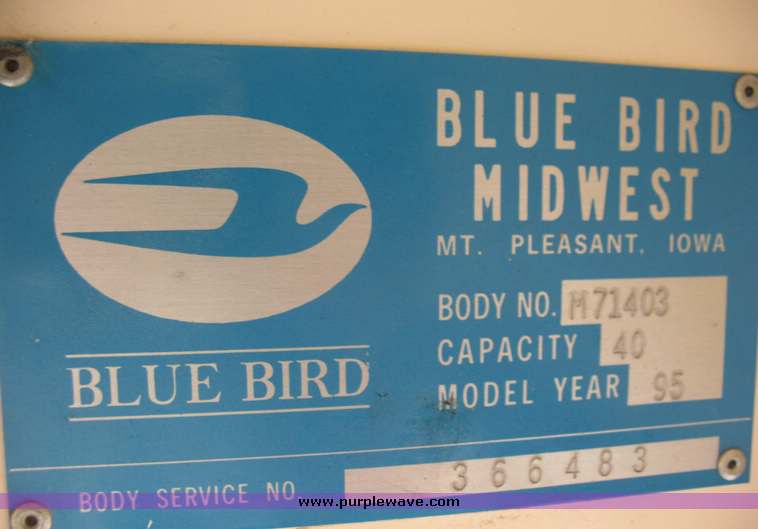 BLUE BIRD
MIDWEST
MT. PLEASANT, IOWA
BODY NO. M71403
CAPACITY 40
MODEL YEAR 95
BLUE BIRD
BODY SERVICE NO 366483
www.purplewave.com